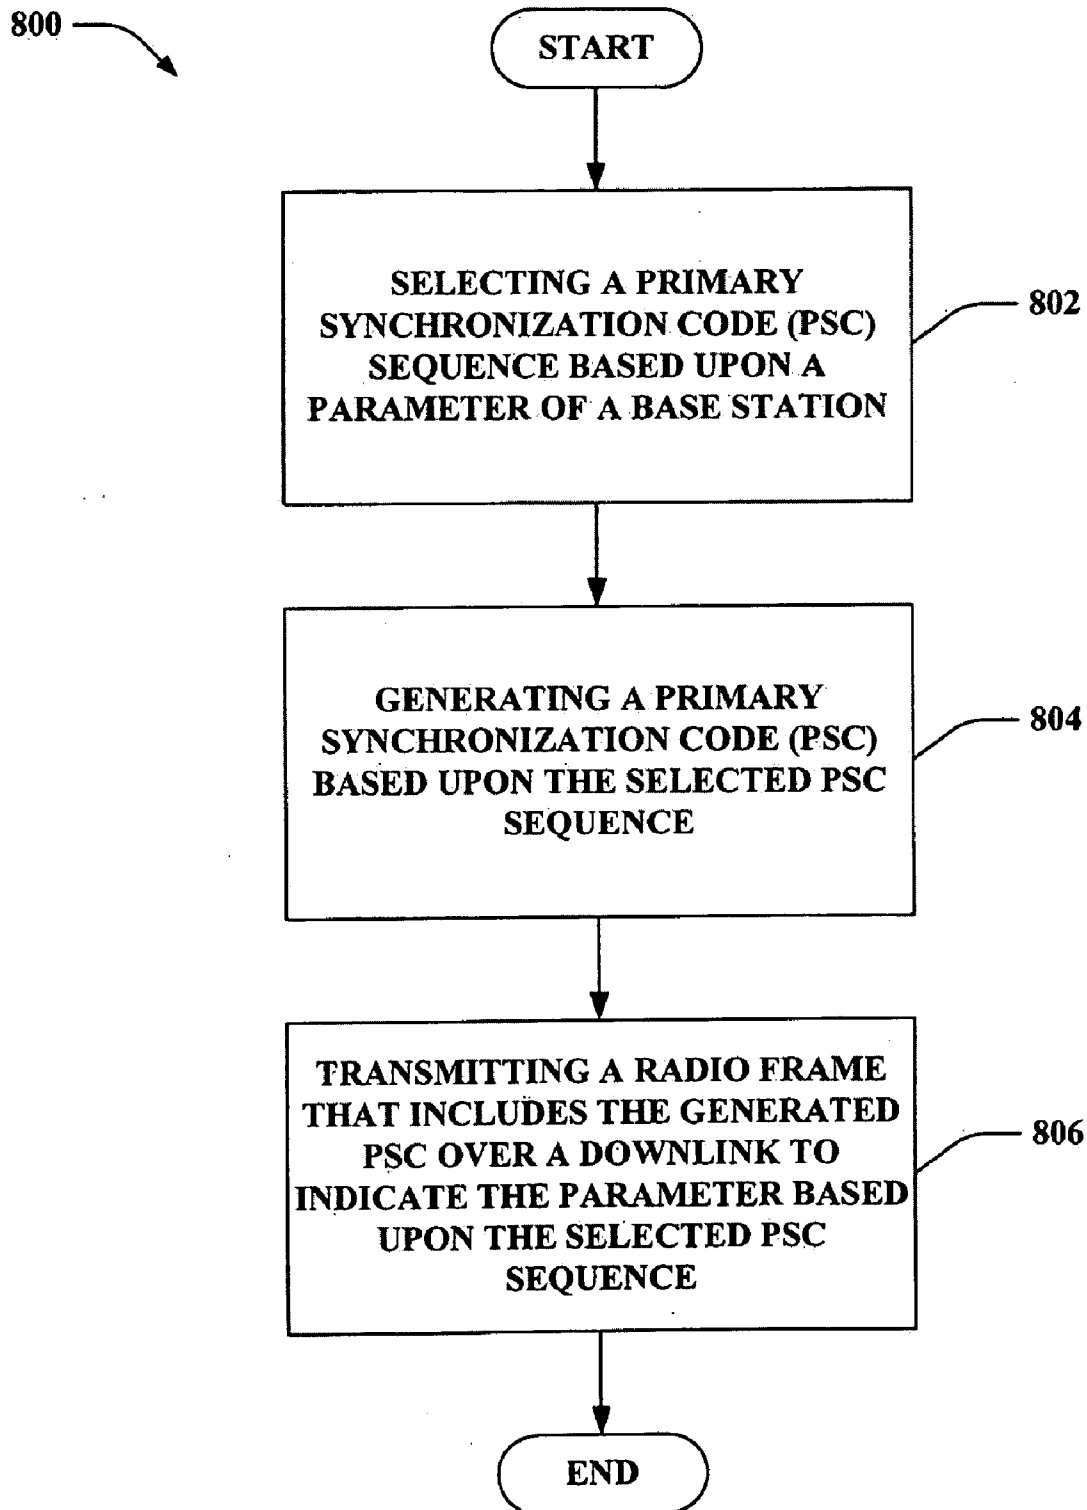 800
START
SELECTING A PRIMARY
SYNCHRONIZATION CODE (PSC)
SEQUENCE BASED UPON A
PARAMETER OF A BASE STATION
802
GENERATING A PRIMARY
SYNCHRONIZATION CODE (PSC)
BASED UPON THE SELECTED PSC
SEQUENCE
804
TRANSMITTING A RADIO FRAME
THAT INCLUDES THE GENERATED
PSC OVER A DOWNLINK TO
INDICATE THE PARAMETER BASED
UPON THE SELECTED PSC
SEQUENCE
806
END